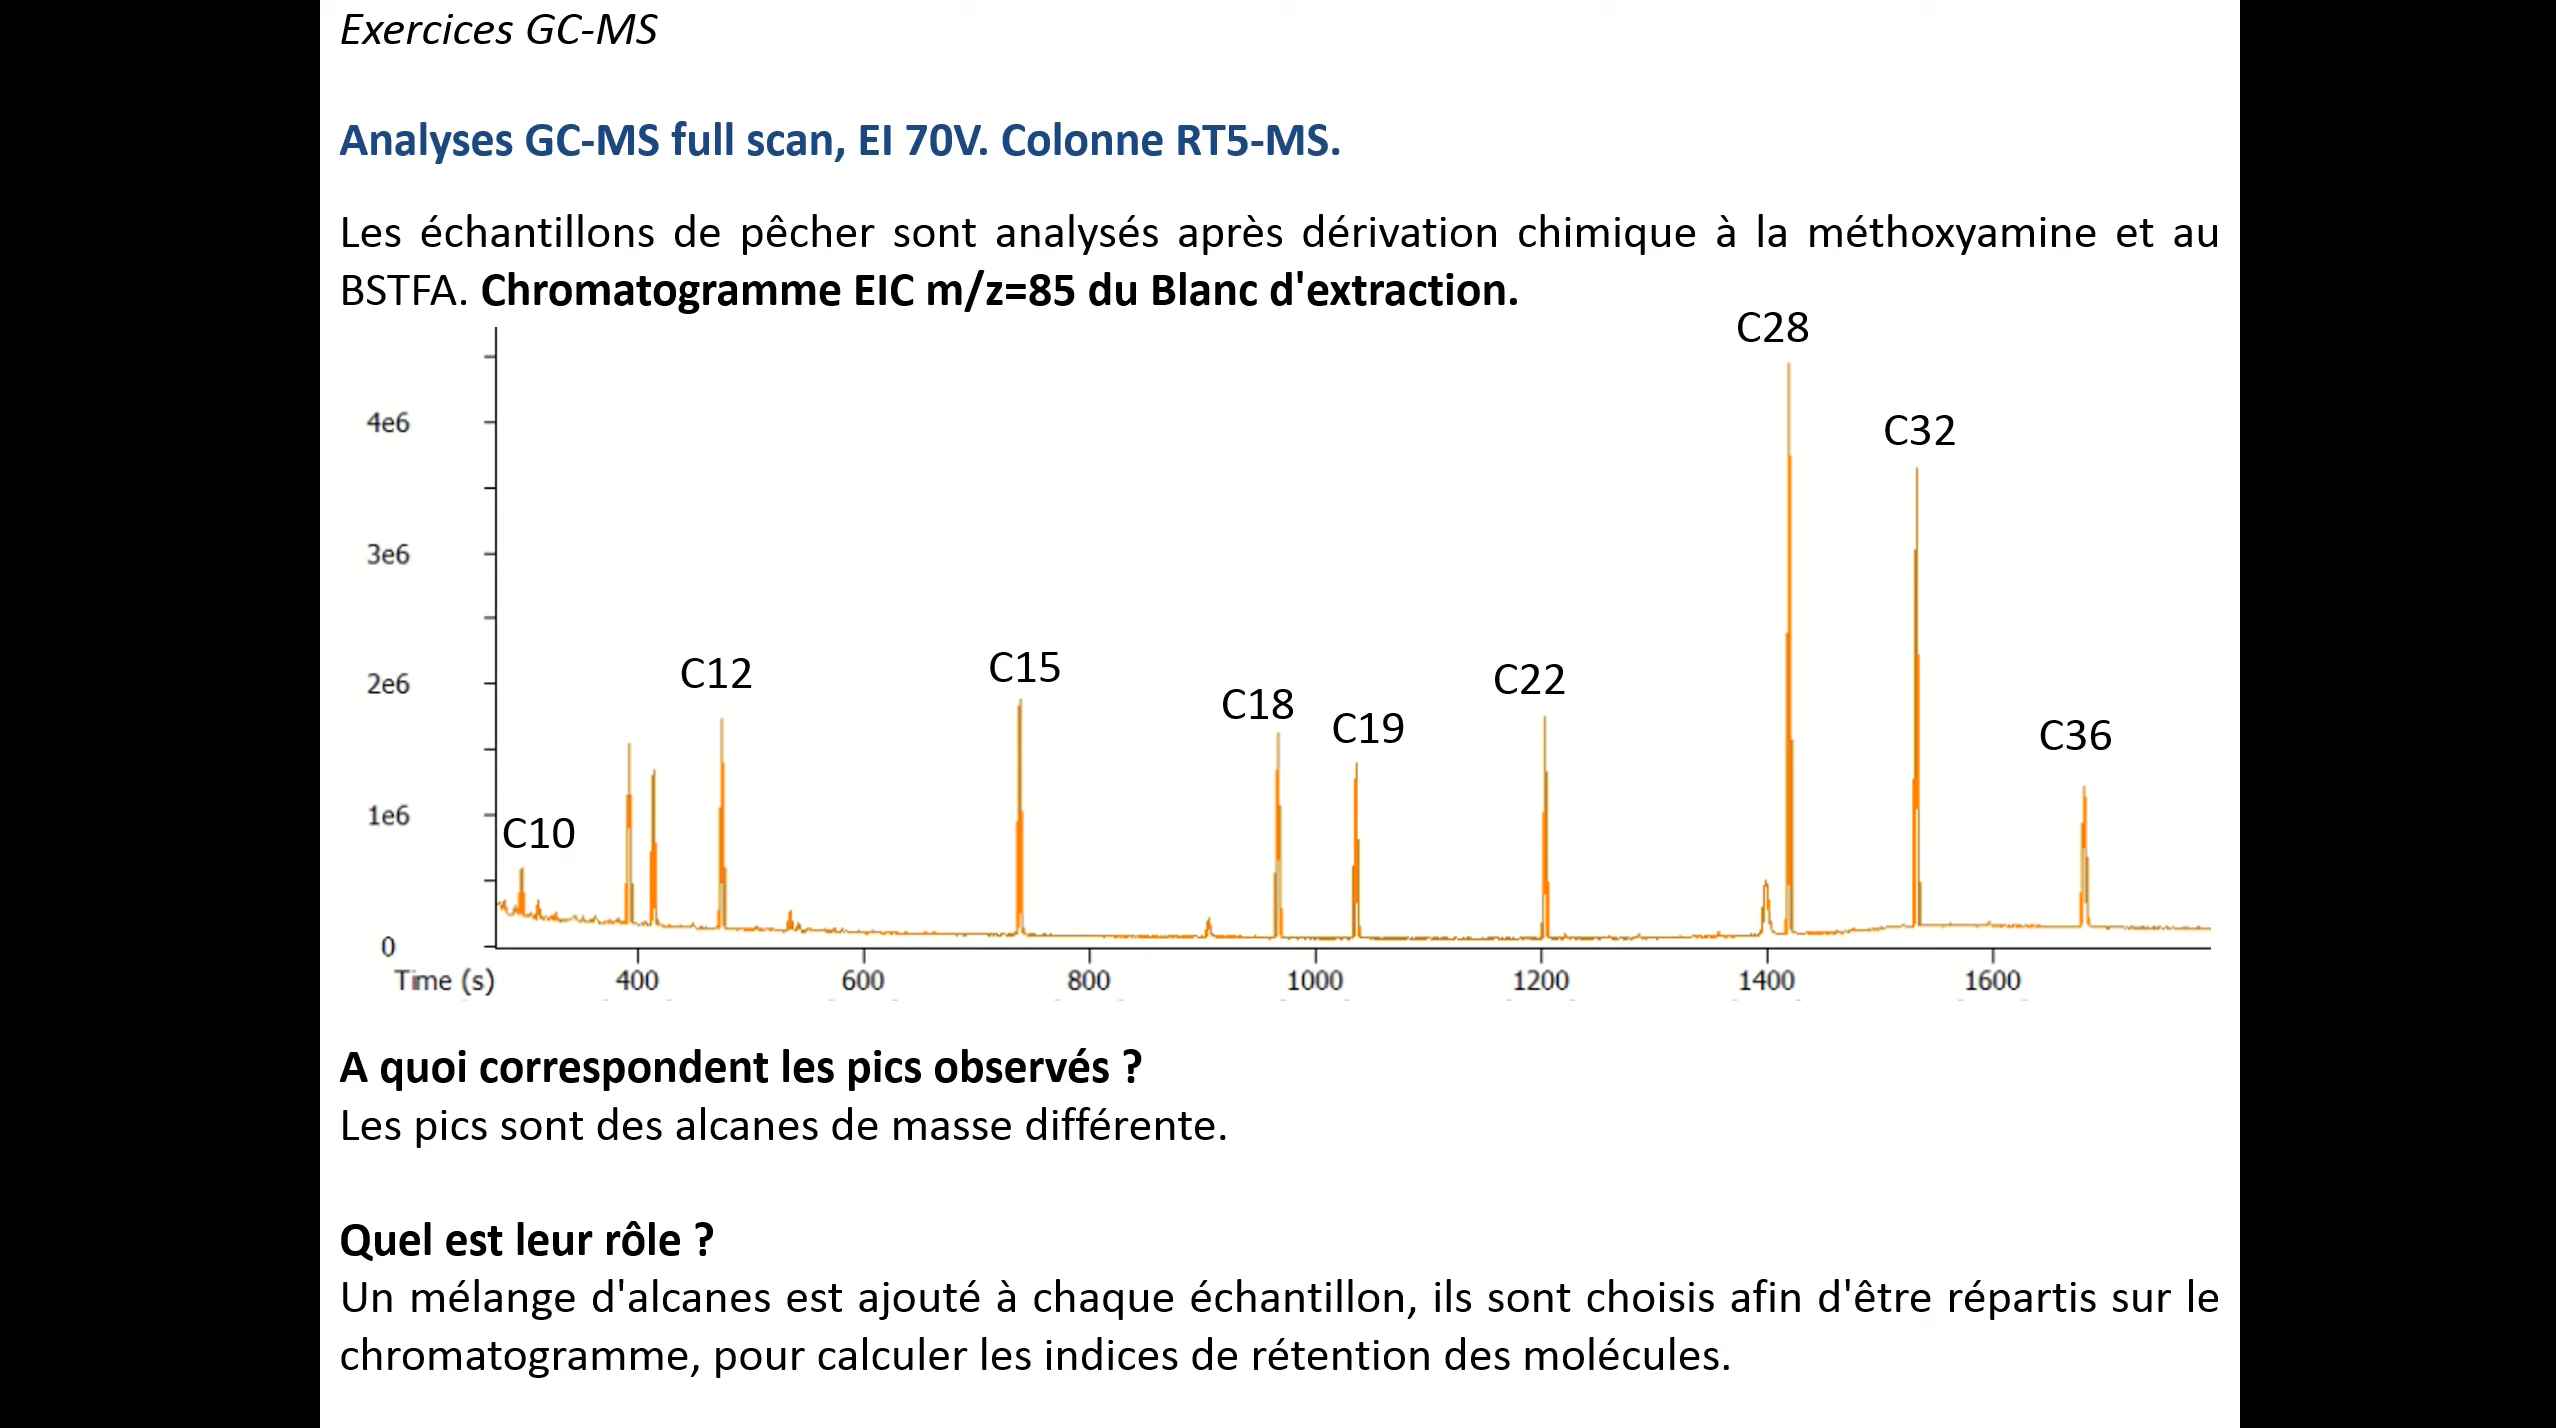 Exercices GC-MS
Analyses GC-MS full scan, EI 70V. Colonne RT5-MS.
Les échantillons de pêcher sont analysés après dérivation chimique à la méthoxyamine et au
BSTFA. Chromatogramme EIC m/z=85 du Blanc d'extraction.
C28
4e6
C32
3e6
C12
C15
C22
2e6
C18
C19
C36
1e6
C10
0
Time (s)
400
600
800
1000
1200
1400
1600
A quoi correspondent les pics observés ?
Les pics sont des alcanes de masse différente.
Quel est leur rôle ?
Un mélange d'alcanes est ajouté à chaque échantillon, ils sont choisis afin d'être répartis sur le
chromatogramme, pour calculer les indices de rétention des molécules.